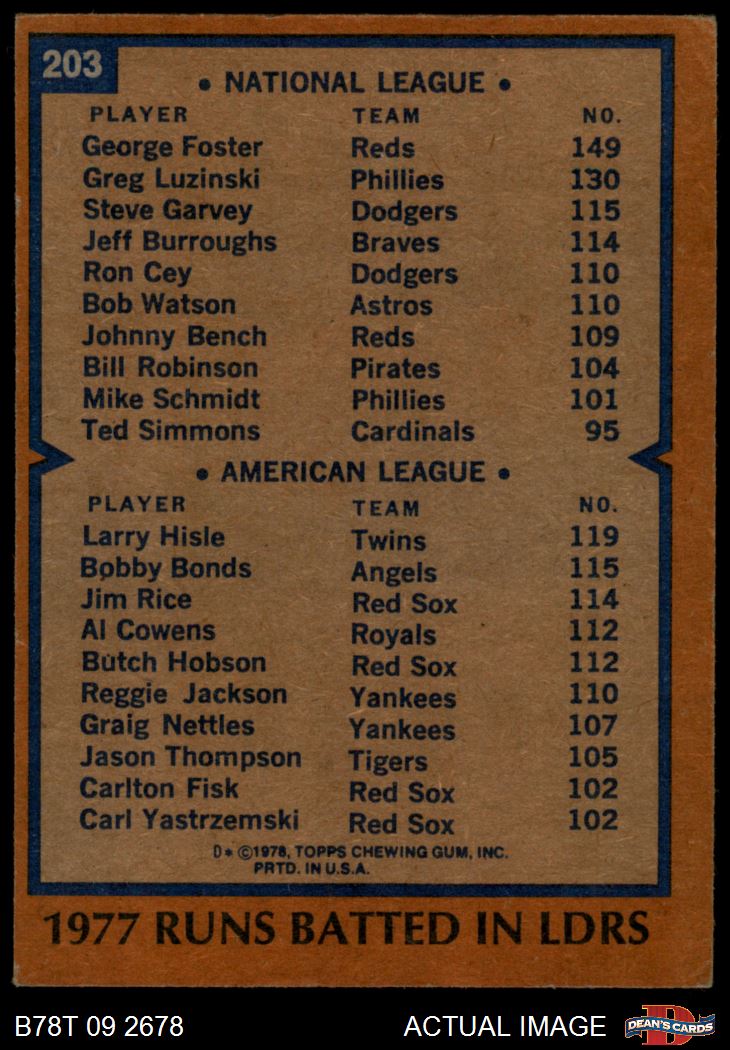 203
• NATIONAL LEAGUE •
PLAYER TEAM NO.
George Foster Reds 149
Greg Luzinski Phillies 130
Steve Garvey Dodgers 115
Jeff Burroughs Braves 114
Ron Cey Dodgers 110
Bob Watson Astros 110
Johnny Bench Reds 109
Bill Robinson Pirates 104
Mike Schmidt Phillies 101
Ted Simmons Cardinals 95
• AMERICAN LEAGUE •
PLAYER TEAM NO.
Larry Hisle Twins 119
Bobby Bonds Angels 115
Jim Rice Red Sox 114
Al Cowens Royals 112
Butch Hobson Red Sox 112
Reggie Jackson Yankees 110
Graig Nettles Yankees 107
Jason Thompson Tigers 105
Carlton Fisk Red Sox 102
Carl Yastrzemski Red Sox 102
D* ©1978, TOPPS CHEWING GUM, INC.
PRTD. IN U.S.A.
1977 RUNS BATTED IN LDRS
B78T 09 2678 ACTUAL IMAGE D DEAN'S CARDS